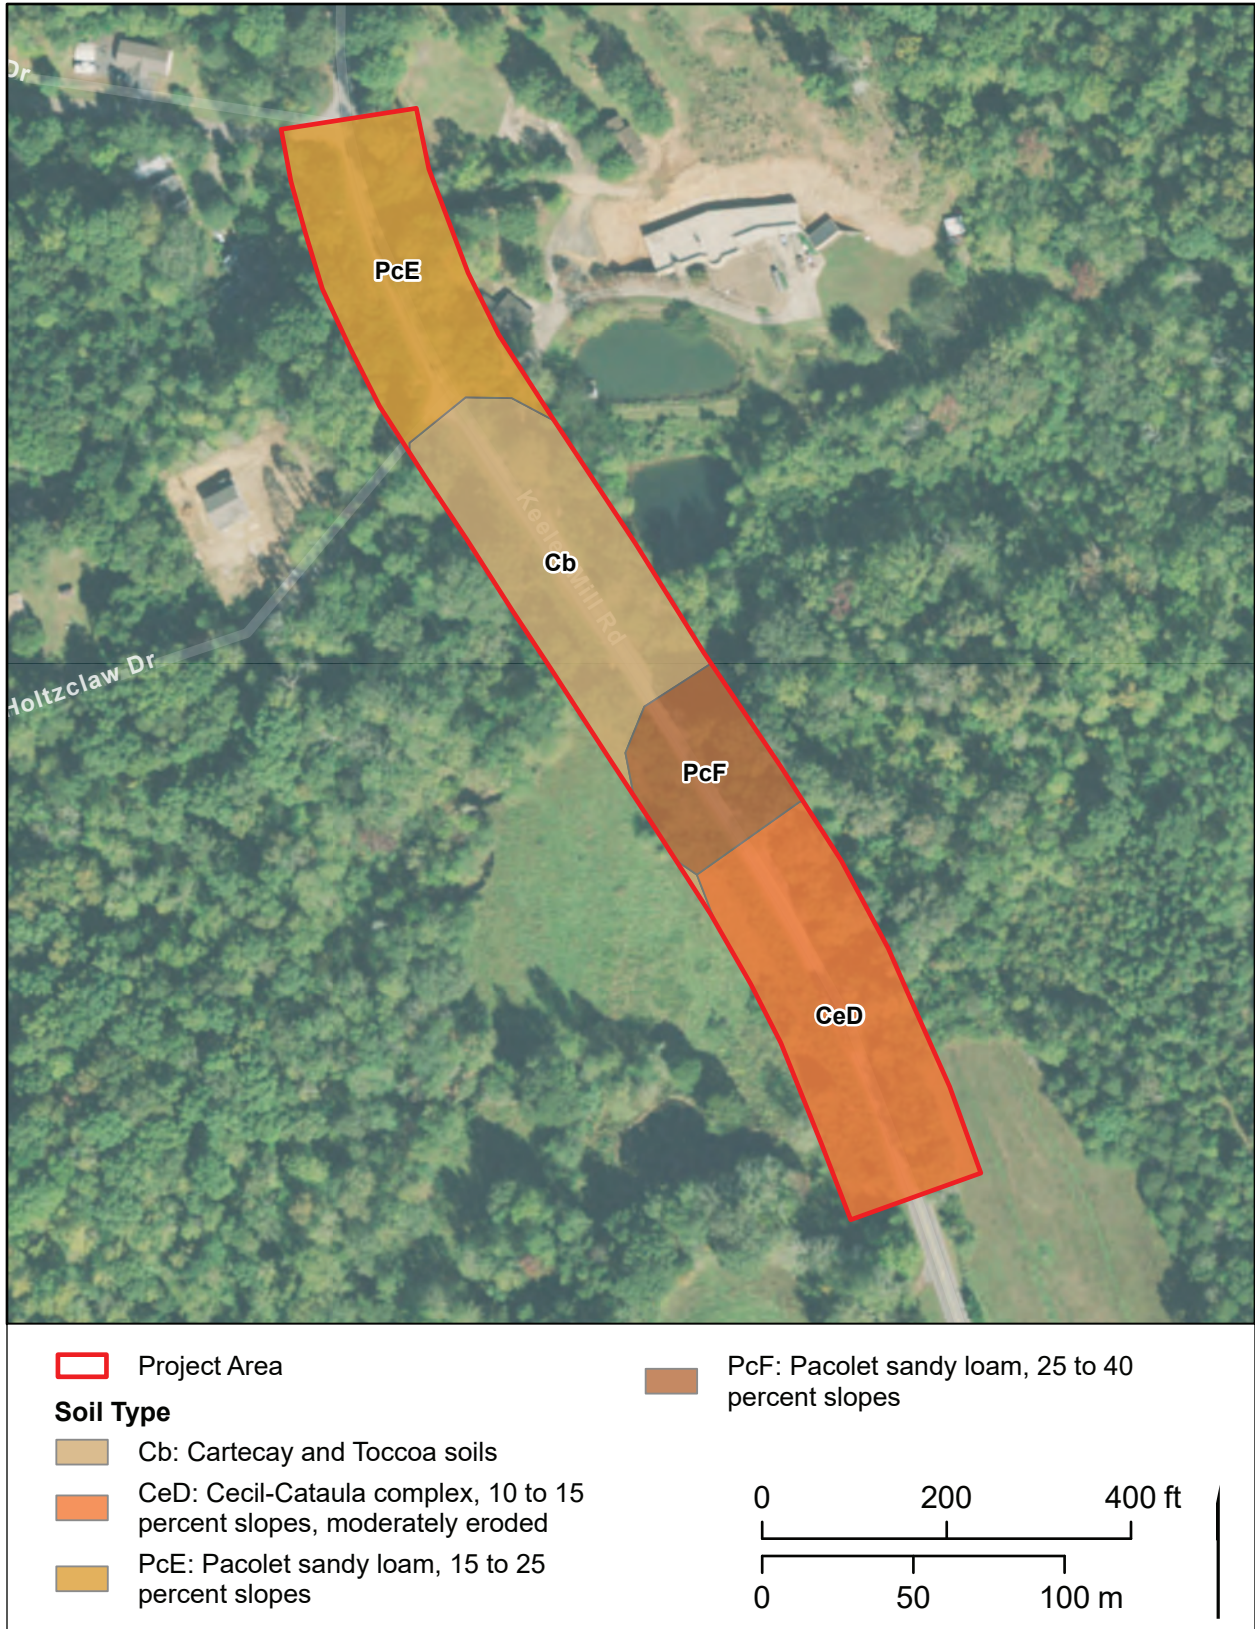 Dr
PcE
Cb
Mill Rd
Holtzclaw Dr
PcF
CeD
Project Area
Soil Type
Cb: Cartecay and Toccoa soils
CeD: Cecil-Cataula complex, 10 to 15
percent slopes, moderately eroded
PcE: Pacolet sandy loam, 15 to 25
percent slopes
PcF: Pacolet sandy loam, 25 to 40
percent slopes
0 200 400 ft
0 50 100 m